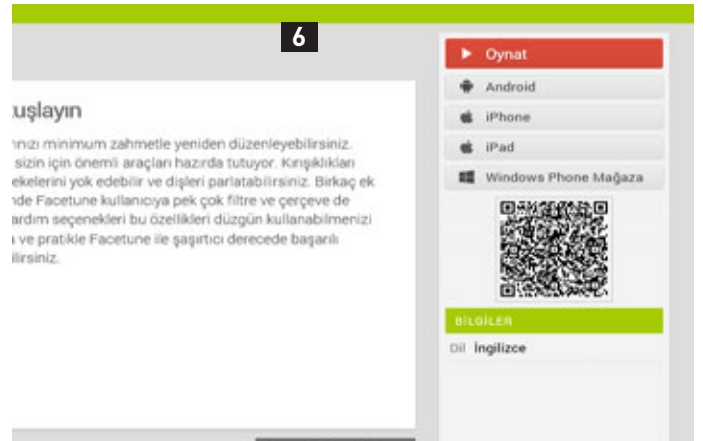 6
uşlayın
ınızı minimum zahmetle yeniden düzenleyebilirsiniz.
sizin için önemli araçları hazırda tutuyor. Kırışıklıkları
ekelerini yok edebilir ve dişleri parlatabilirsiniz. Birkaç ek
nde Facetune kullanıcıya pek çok filtre ve çerçeve de
ardım seçenekleri bu özellikleri düzgün kullanabilmenizi
ve pratikle Facetune ile şaşırtıcı derecede başarılı
ilirsiniz.
Oynat
Android
iPhone
iPad
Windows Phone Mağaza
BİLGİLER
Dil İngilizce